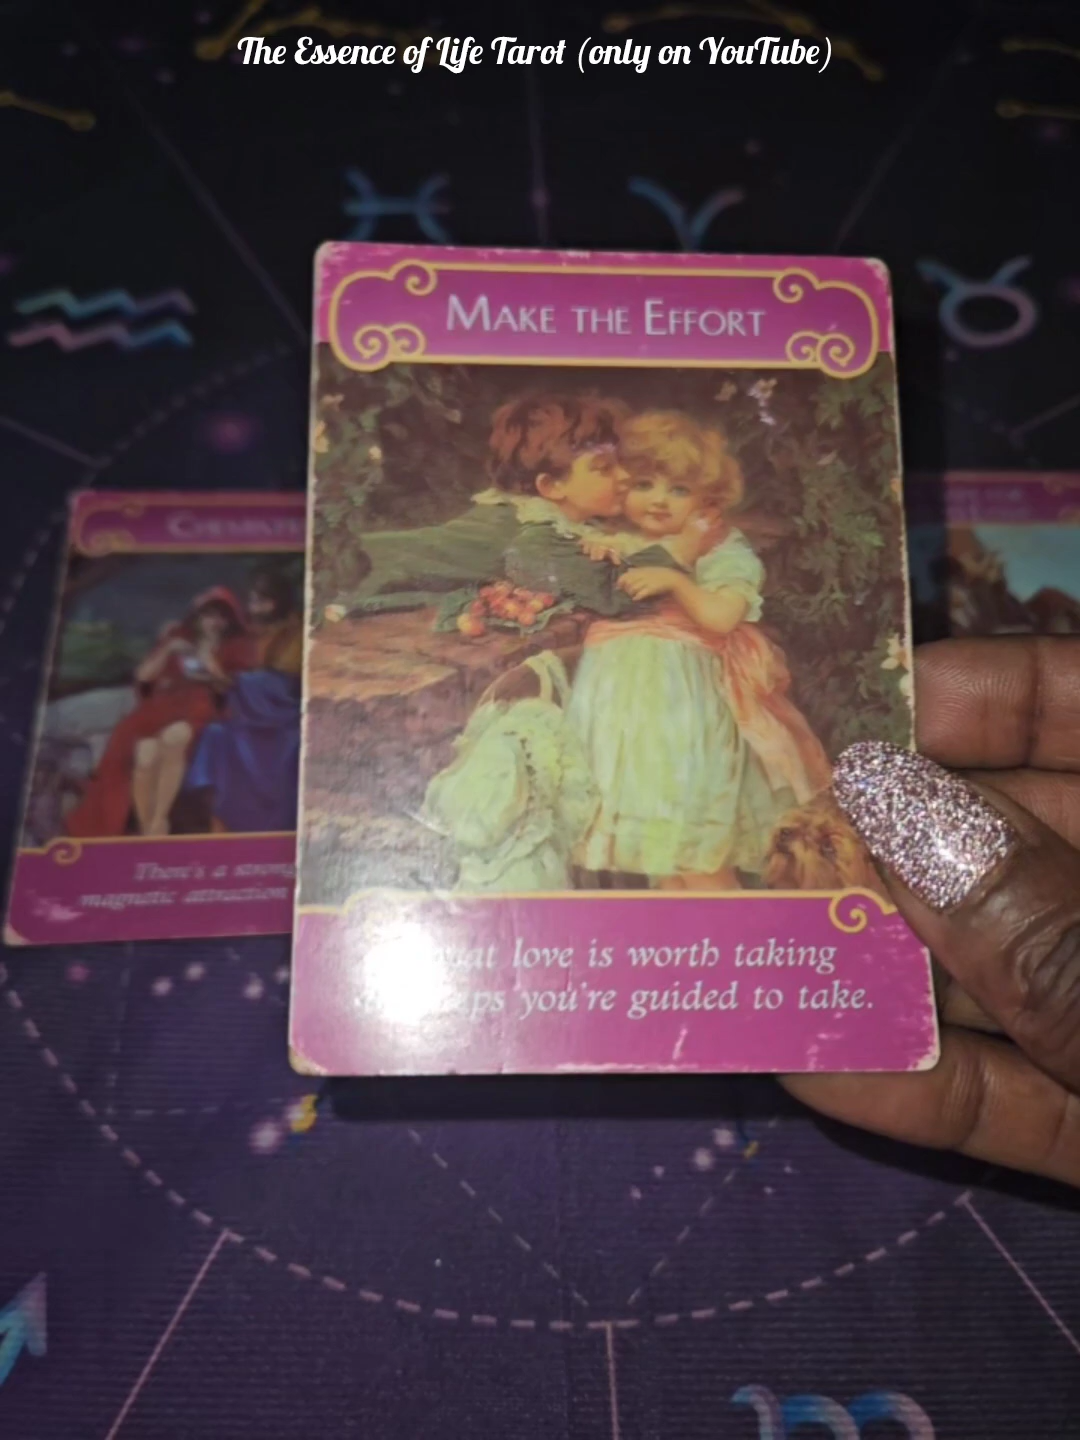 The Essence of Life Tarot (only on YouTube)
MAKE THE EFFORT
love is worth taking
you're guided to take.
CHEMISTR
There's a strong
magnetic attraction